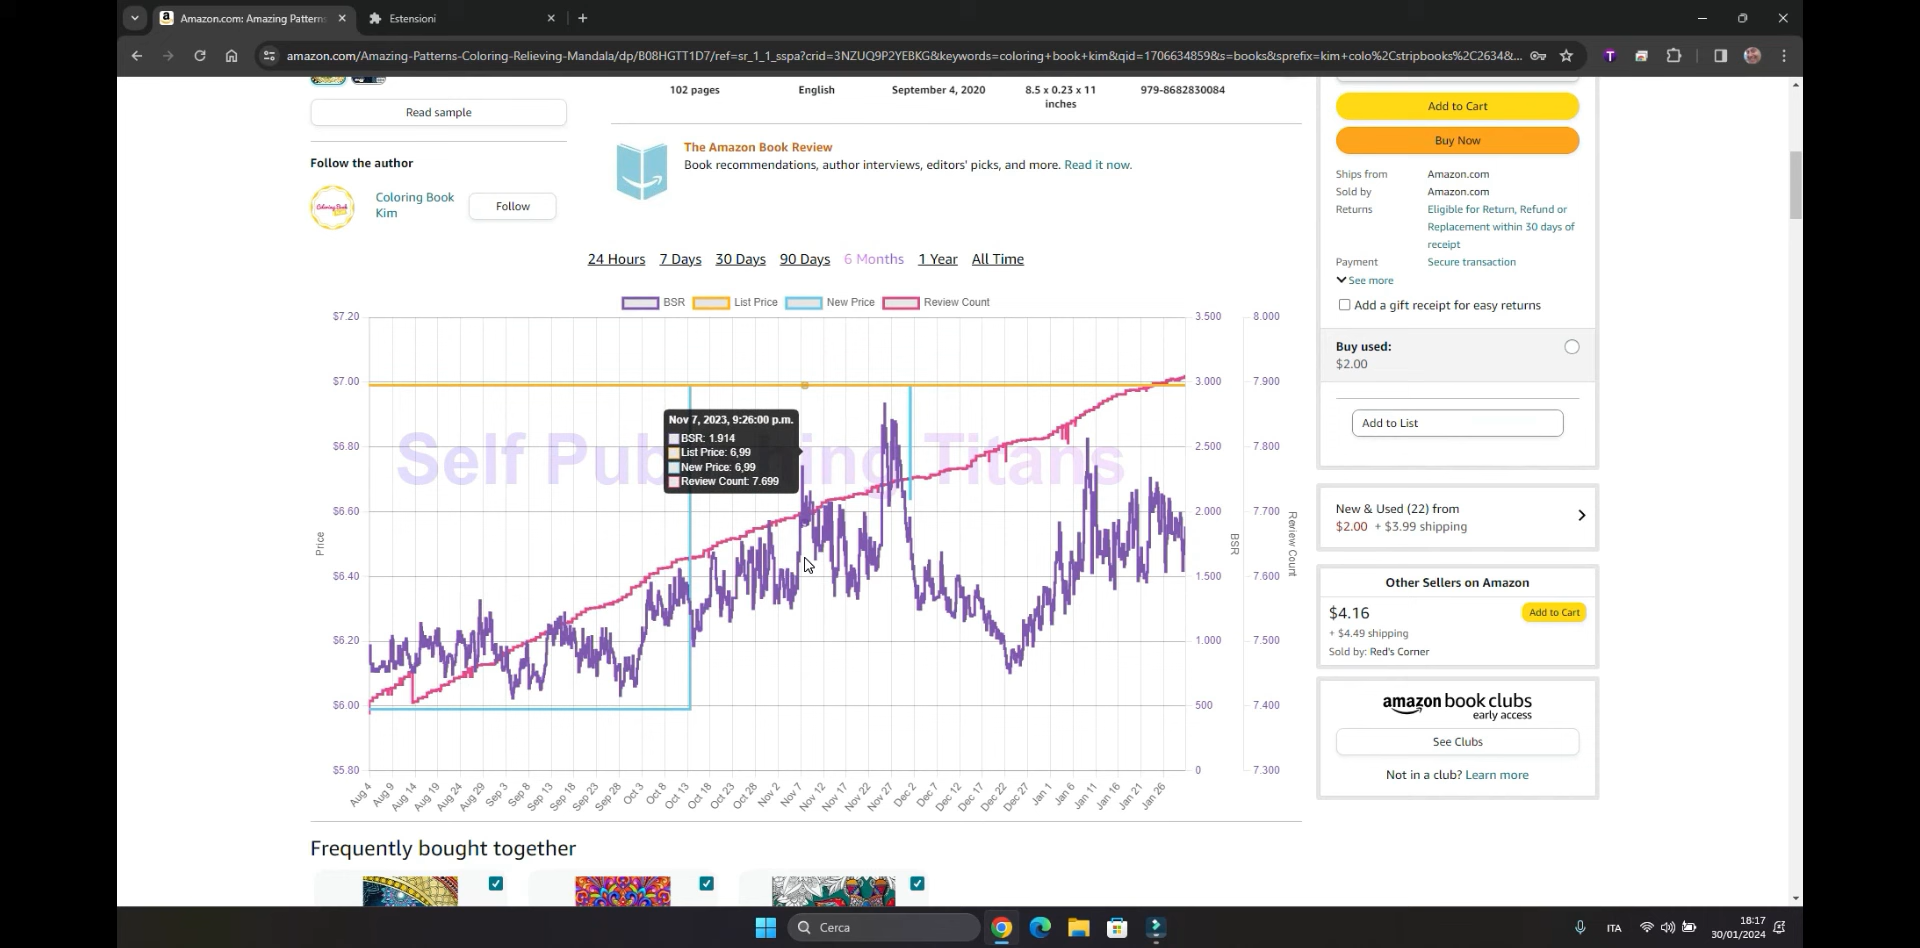 Amazon.com: Amazing Patterns
Estensioni
amazon.com/Amazing-Patterns-Coloring-Relieving-Mandala/dp/B08HGTT1D7/ref=sr_1_1_sspa?crid=3NZUQ9P2YEBKG&keywords=coloring+book+kim&qid=1706634859&s=books&sprefix=kim+colo%2Cstripbooks%2C2634&...
102 pages
English
September 4, 2020
8.5 x 0.23 x 11
inches
979-8682830084
Read sample
Follow the author
Coloring Book
Kim
Follow
The Amazon Book Review
Book recommendations, author interviews, editors' picks, and more. Read it now.
24 Hours 7 Days 30 Days 90 Days 6 Months 1 Year All Time
BSR List Price New Price Review Count
$7.20
$7.00
$6.80
$6.60
$6.40
$6.20
$6.00
$5.80
Price
Nov 7, 2023, 9:26:00 p.m.
BSR: 1.914
List Price: 6,99
New Price: 6,99
Review Count: 7.699
3.500
3.000
2.500
2.000
1.500
1.000
500
0
BSR
8.000
7.900
7.800
7.700
7.600
7.500
7.400
7.300
Review Count
Aug 4 Aug 9 Aug 14 Aug 19 Aug 24 Aug 29 Sep 3 Sep 8 Sep 13 Sep 18 Sep 23 Sep 28 Oct 3 Oct 8 Oct 13 Oct 18 Oct 23 Oct 28 Nov 2 Nov 7 Nov 12 Nov 17 Nov 22 Nov 27 Dec 2 Dec 7 Dec 12 Dec 17 Dec 22 Dec 27 Jan 1 Jan 6 Jan 11 Jan 16 Jan 21 Jan 26
Frequently bought together
Add to Cart
Buy Now
Ships from Amazon.com
Sold by Amazon.com
Returns Eligible for Return, Refund or
Replacement within 30 days of
receipt
Payment Secure transaction
See more
Add a gift receipt for easy returns
Buy used:
$2.00
Add to List
New & Used (22) from
$2.00 + $3.99 shipping
Other Sellers on Amazon
$4.16
Add to Cart
+ $4.49 shipping
Sold by: Red's Corner
amazon book clubs
early access
See Clubs
Not in a club? Learn more
Cerca
ITA
18:17
30/01/2024